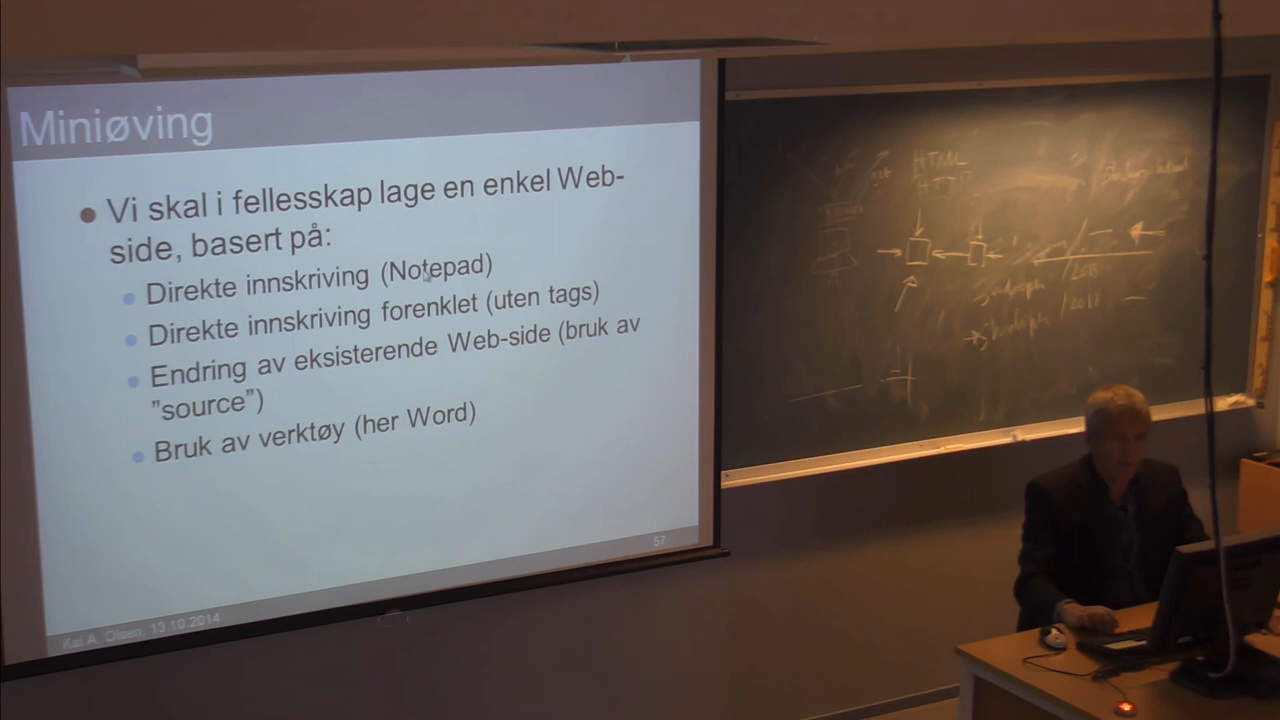 Miniøving
Vi skal i fellesskap lage en enkel Web-
side, basert på:
Direkte innskriving (Notepad)
Direkte innskriving forenklet (uten tags)
Endring av eksisterende Web-side (bruk av
"source")
Bruk av verktøy (her Word)
57
Kai A. Olsen, 13.10.2014
HTML
/2013
/2011